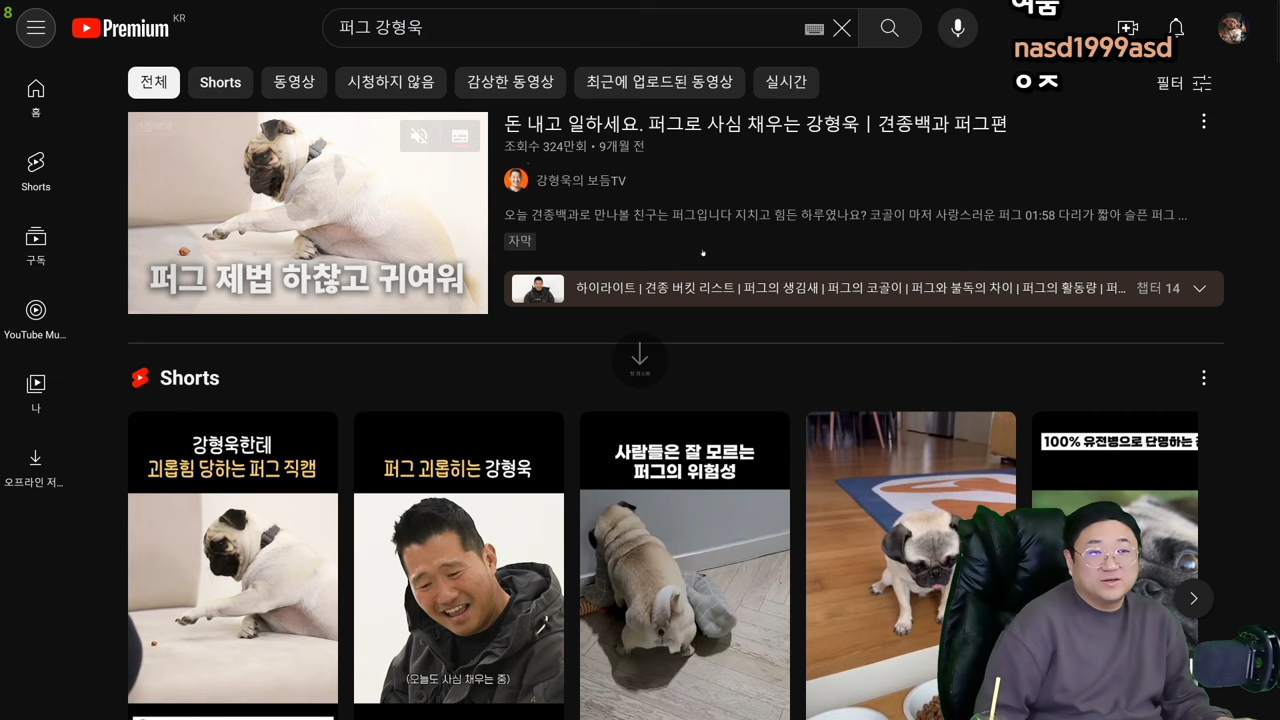 8
Premium KR
퍼그 강형욱
여줌
nasd1999asd
ㅇㅈ
전체
Shorts
동영상
시청하지 않음
감상한 동영상
최근에 업로드된 동영상
실시간
필터
홈
Shorts
구독
YouTube Mu...
나
오프라인 저...
견종백과
퍼그 제법 하찮고 귀여워
돈 내고 일하세요. 퍼그로 사심 채우는 강형욱 | 견종백과 퍼그편
조회수 324만회 • 9개월 전
강형욱의 보듬TV
오늘 견종백과로 만나볼 친구는 퍼그입니다 지치고 힘든 하루였나요? 코골이 마저 사랑스러운 퍼그 01:58 다리가 짧아 슬픈 퍼그 ...
자막
하이라이트 | 견종 버킷 리스트 | 퍼그의 생김새 | 퍼그의 코골이 | 퍼그와 불독의 차이 | 퍼그의 활동량 | 퍼...
챕터 14
Shorts
강형욱한테
괴롭힘 당하는 퍼그 직캠
퍼그 괴롭히는 강형욱
(오늘도 사심 채우는 중)
사람들은 잘 모르는
퍼그의 위험성
100% 유전병으로 단명하는